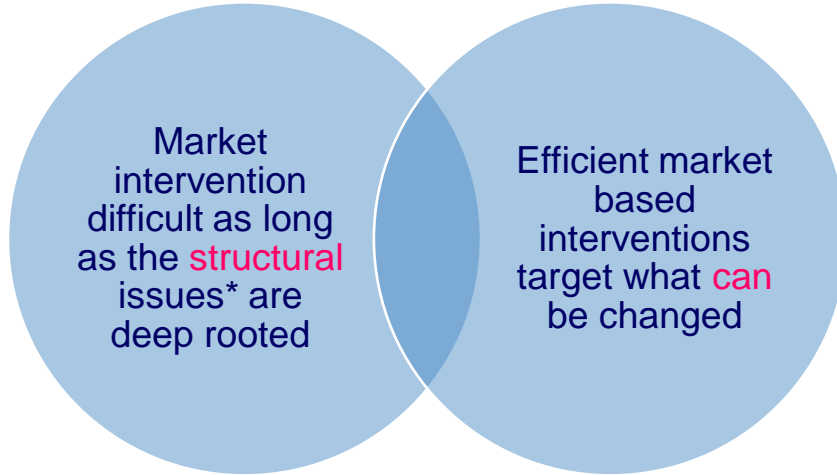 Market
intervention
difficult as long
as the structural
issues* are
deep rooted
Efficient market
based
interventions
target what can
be changed